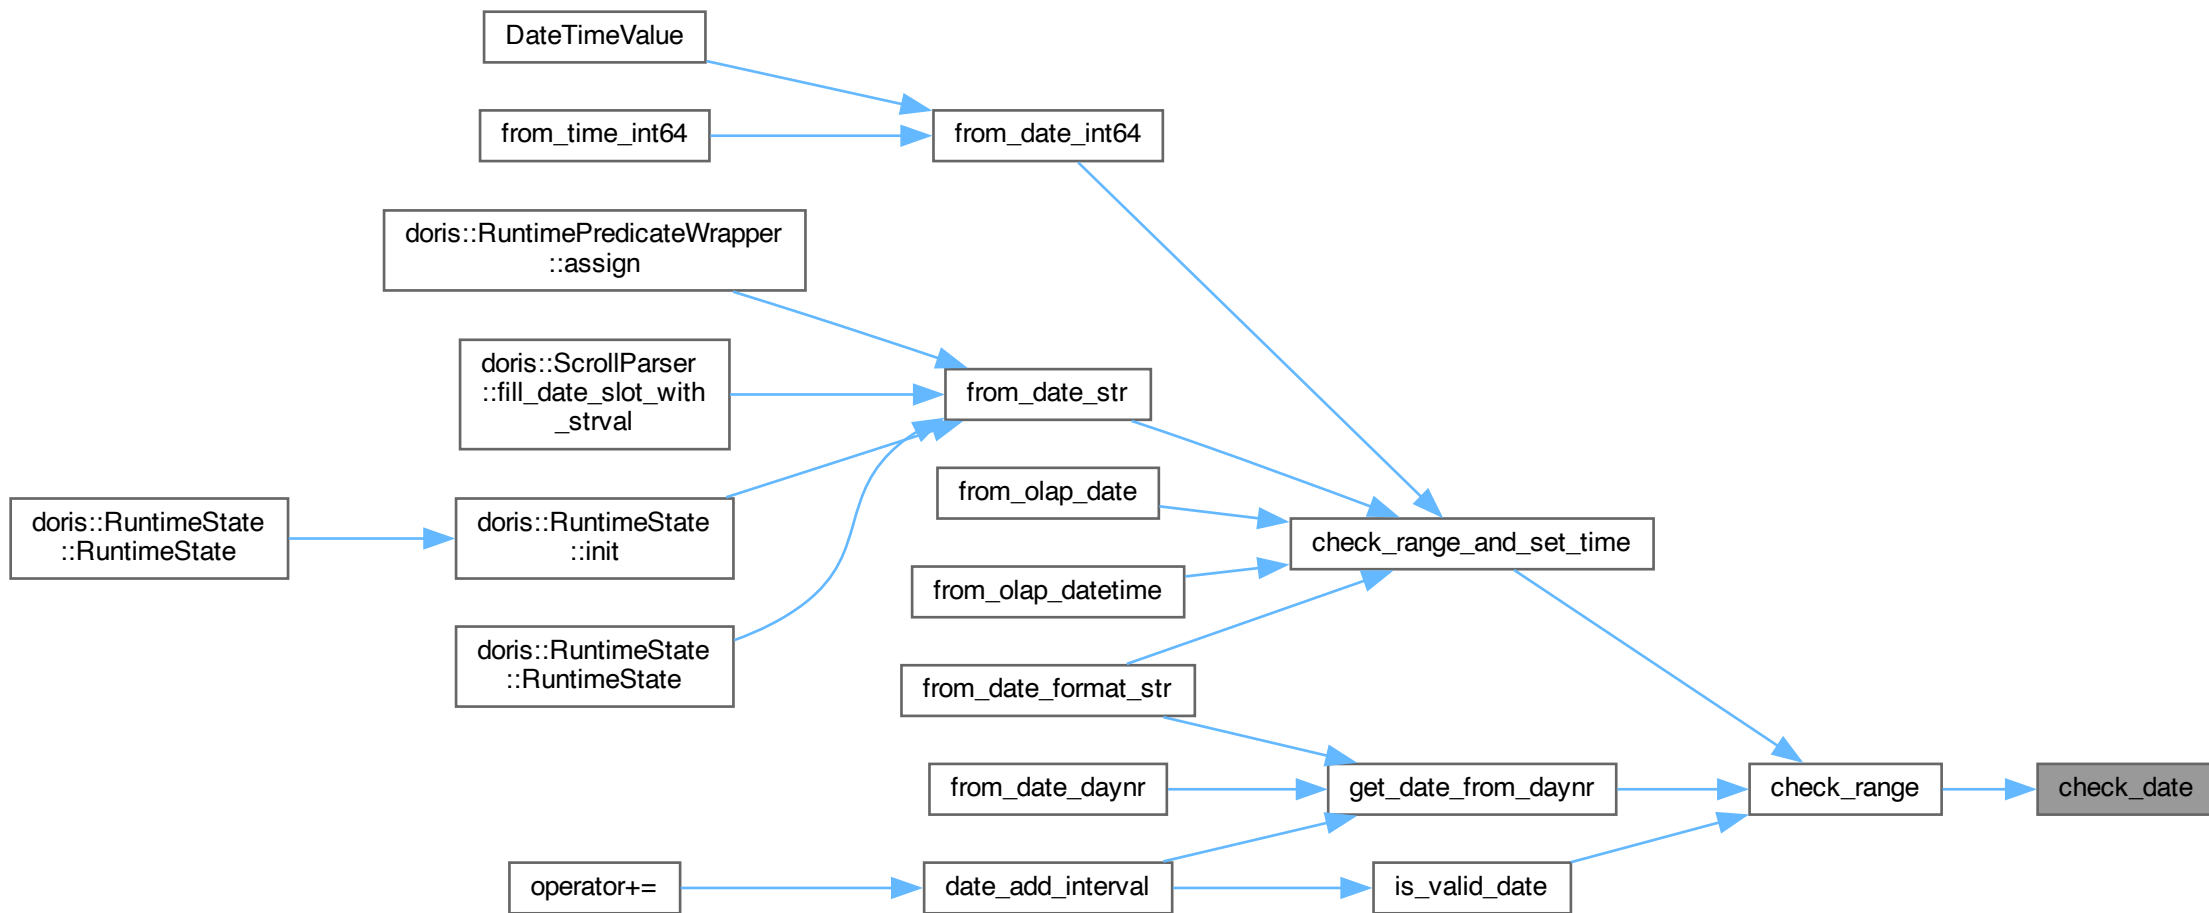 DateTimeValue
from_time_int64
from_date_int64
doris::RuntimePredicateWrapper
::assign
doris::ScrollParser
::fill_date_slot_with
_strval
from_date_str
from_olap_date
doris::RuntimeState
::RuntimeState
doris::RuntimeState
::init
check_range_and_set_time
from_olap_datetime
doris::RuntimeState
::RuntimeState
from_date_format_str
from_date_daynr
get_date_from_daynr
check_range
check_date
operator+=
date_add_interval
is_valid_date